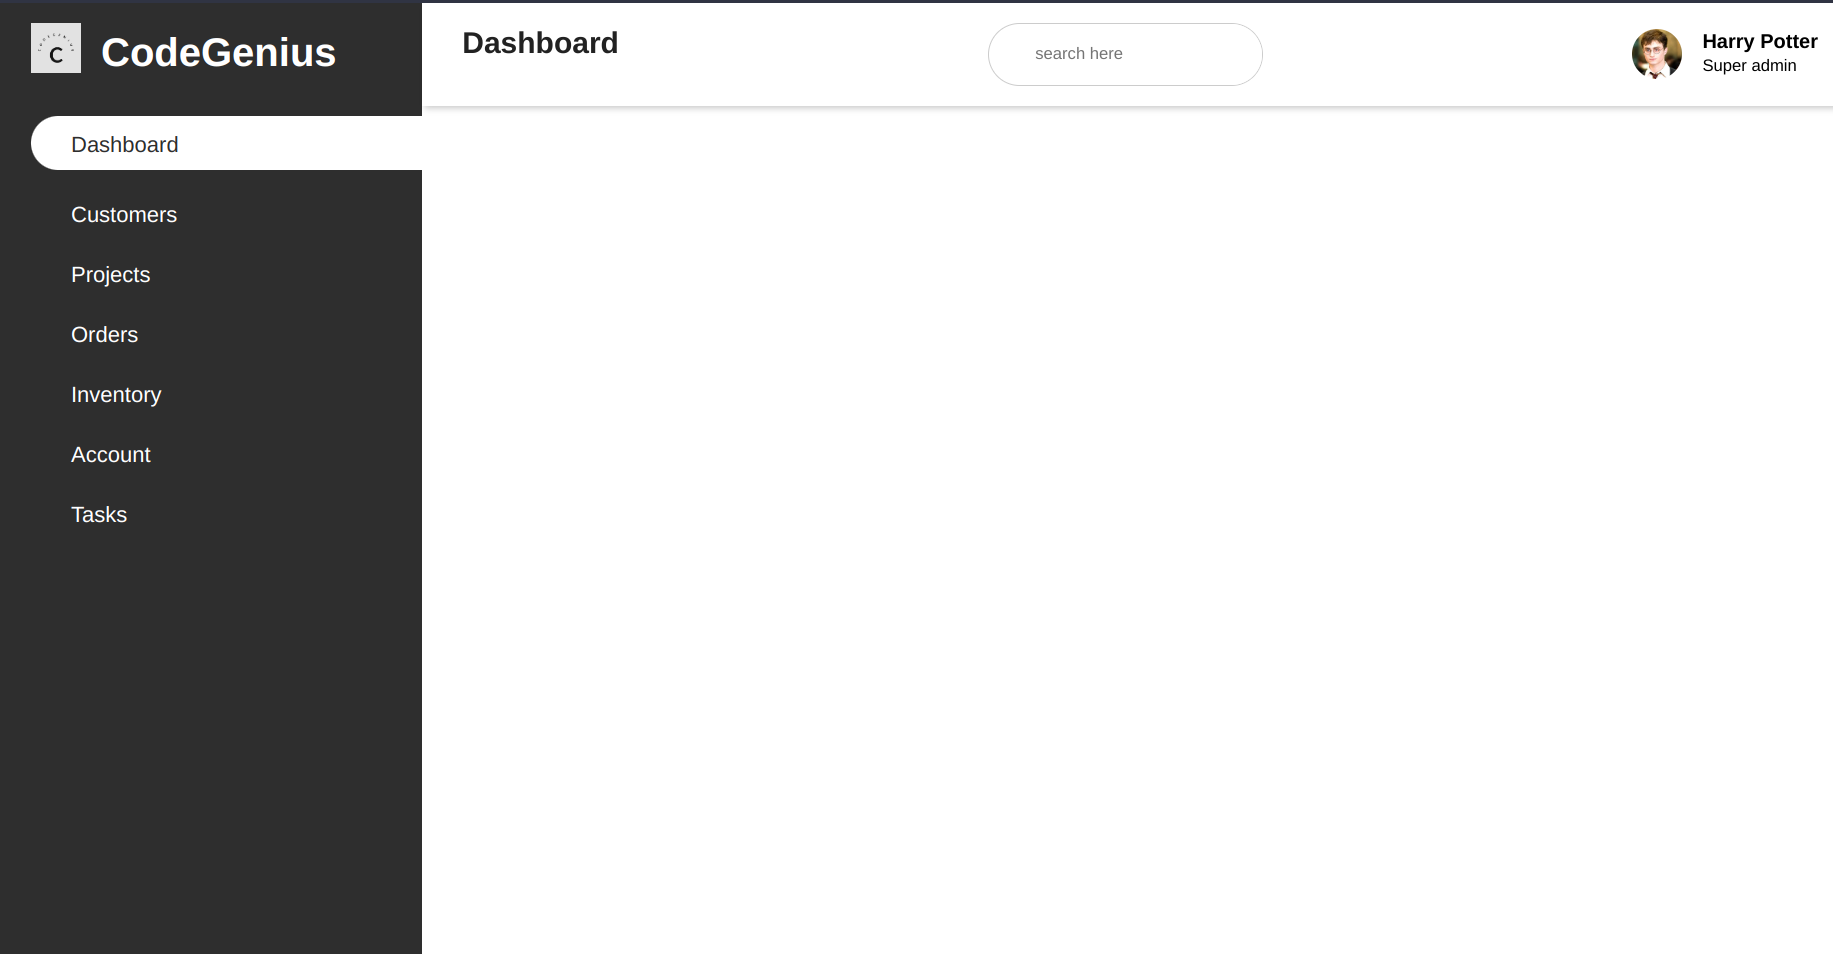 CodeGenius
Dashboard
Customers
Projects
Orders
Inventory
Account
Tasks
Dashboard
search here
Harry Potter
Super admin
C